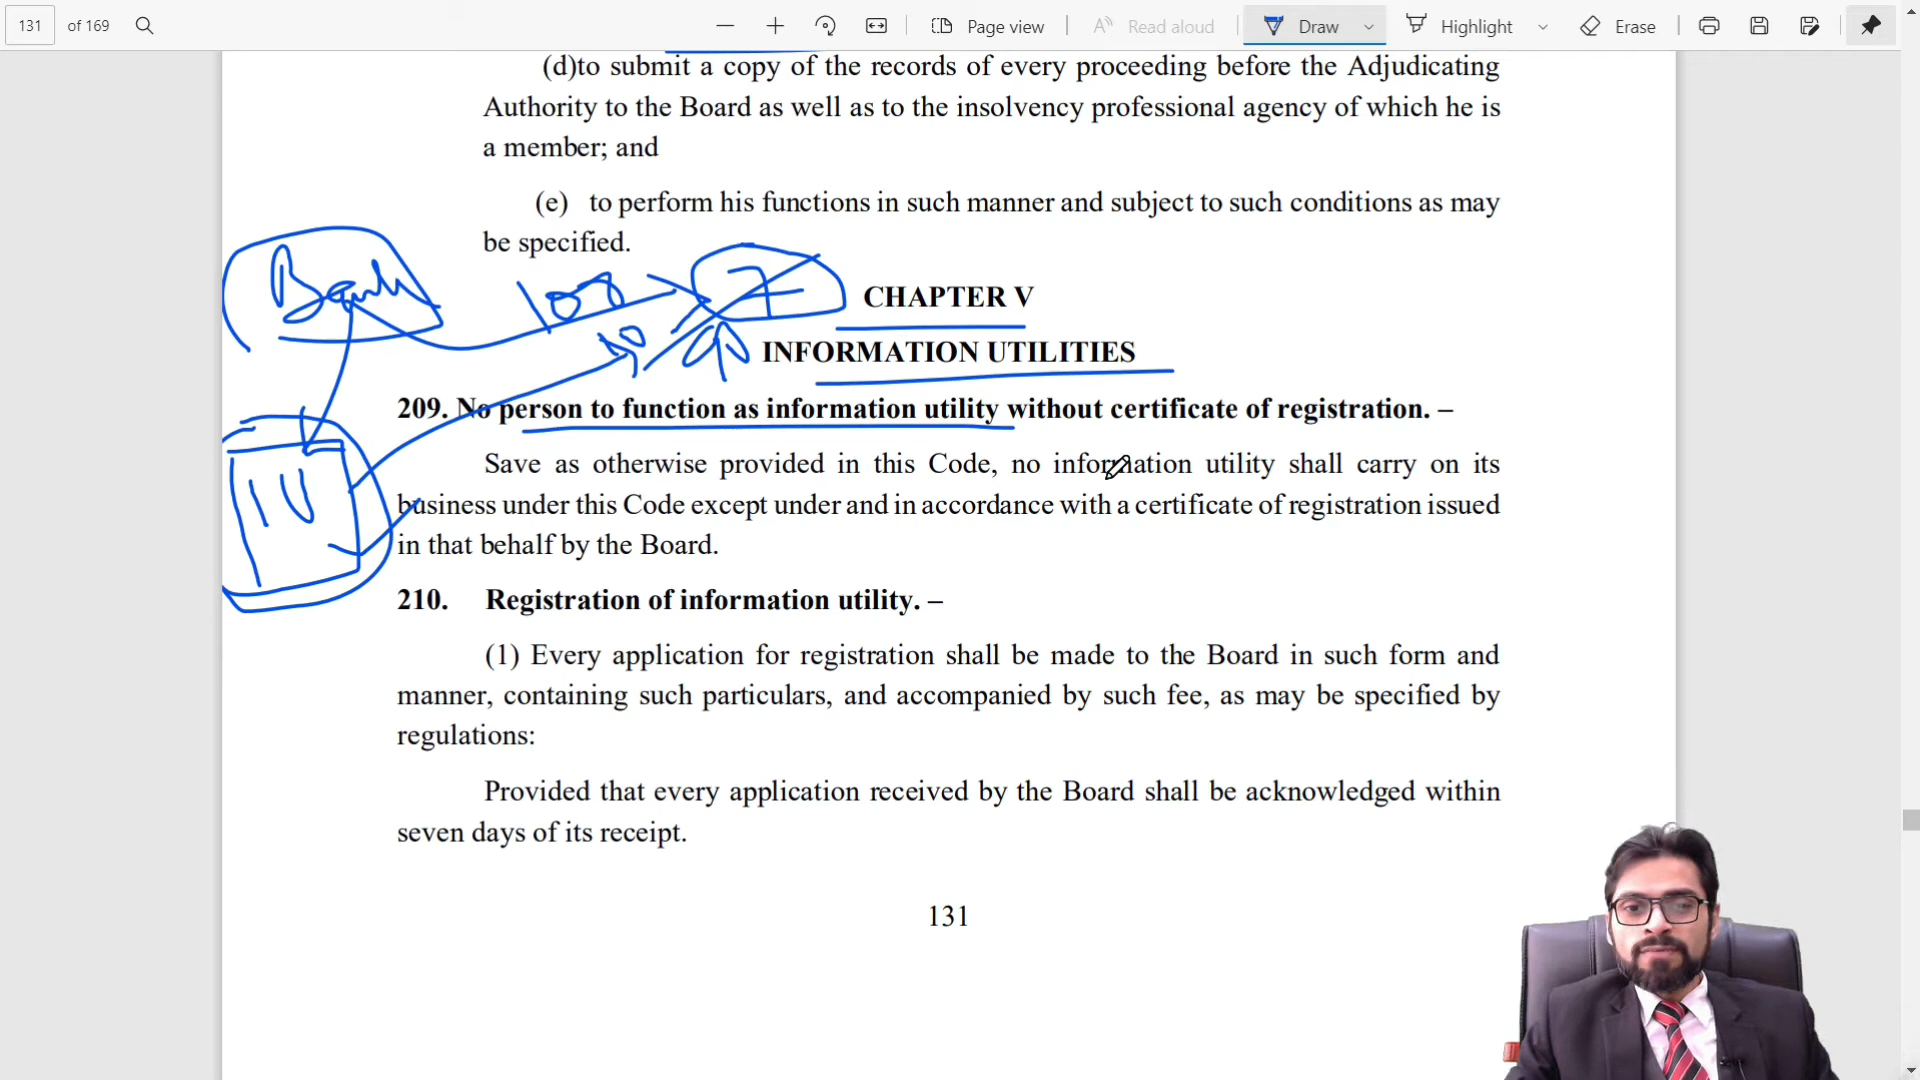 131 of 169 Page view Read aloud Draw Highlight Erase
(d)to submit a copy of the records of every proceeding before the Adjudicating
Authority to the Board as well as to the insolvency professional agency of which he is
a member; and
(e) to perform his functions in such manner and subject to such conditions as may
be specified.
Bank
7
CHAPTER V
INFORMATION UTILITIES
209. No person to function as information utility without certificate of registration. –
Save as otherwise provided in this Code, no information utility shall carry on its
business under this Code except under and in accordance with a certificate of registration issued
in that behalf by the Board.
IU
210. Registration of information utility. –
(1) Every application for registration shall be made to the Board in such form and
manner, containing such particulars, and accompanied by such fee, as may be specified by
regulations:
Provided that every application received by the Board shall be acknowledged within
seven days of its receipt.
131